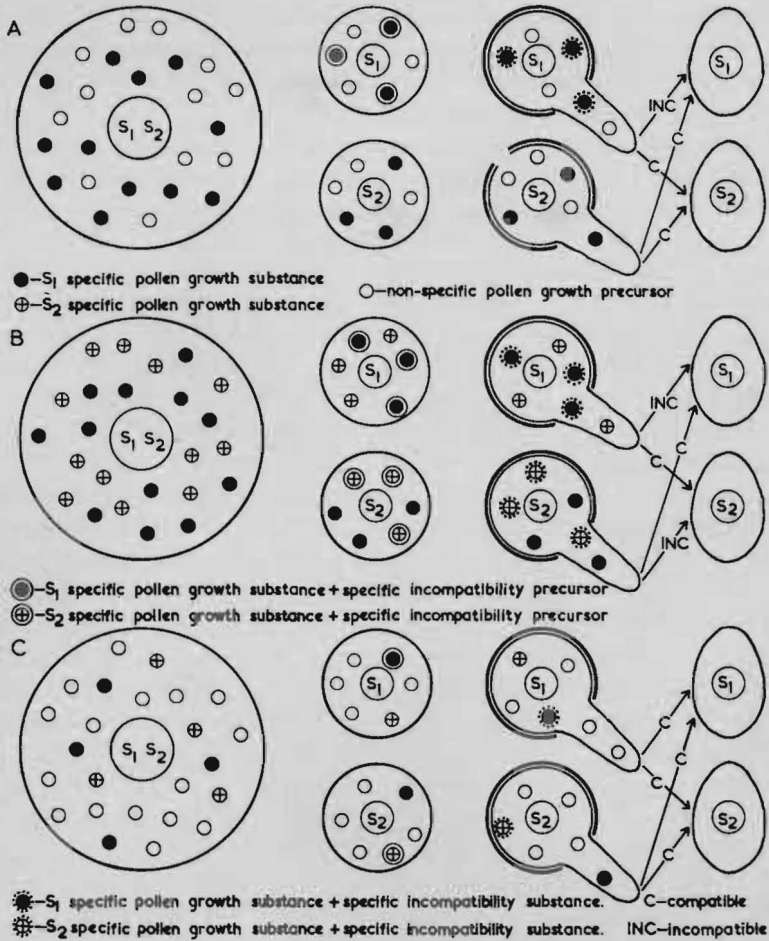 A
S₁ S₂
S₁
S₁
INC
S₁
C
C
S₂
S₂
C
S₂
●–S₁ specific pollen growth substance
⊕–S₂ specific pollen growth substance
○–non-specific pollen growth precursor
B
S₁ S₂
S₁
S₁
INC
S₁
C
C
S₂
S₂
INC
S₂
–S₁ specific pollen growth substance + specific incompatibility precursor
–S₂ specific pollen growth substance + specific incompatibility precursor
C
S₁ S₂
S₁
S₁
C
S₁
C
C
S₂
S₂
C
S₂
–S₁ specific pollen growth substance + specific incompatibility substance. C–compatible
–S₂ specific pollen growth substance + specific incompatibility substance. INC–incompatible